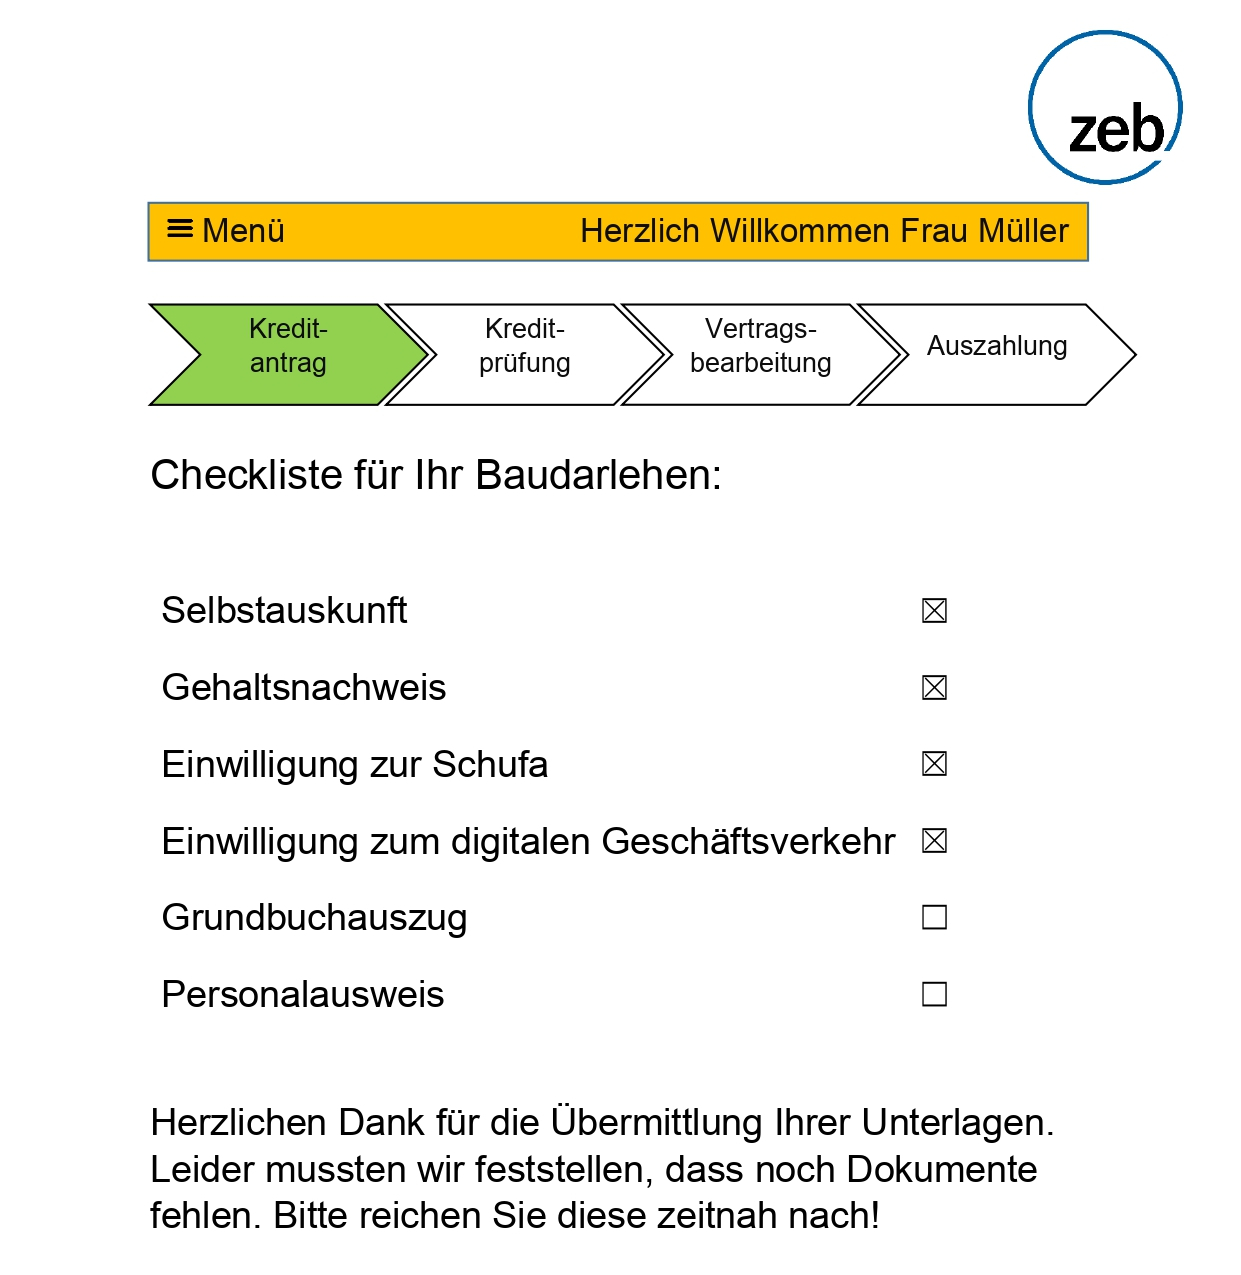 zeb
Menü
Herzlich Willkommen Frau Müller
Kredit-
antrag
Kredit-
prüfung
Vertrags-
bearbeitung
Auszahlung
Checkliste für Ihr Baudarlehen:
Selbstauskunft ☒
Gehaltsnachweis ☒
Einwilligung zur Schufa ☒
Einwilligung zum digitalen Geschäftsverkehr ☒
Grundbuchauszug ☐
Personalausweis ☐
Herzlichen Dank für die Übermittlung Ihrer Unterlagen.
Leider mussten wir feststellen, dass noch Dokumente
fehlen. Bitte reichen Sie diese zeitnah nach!